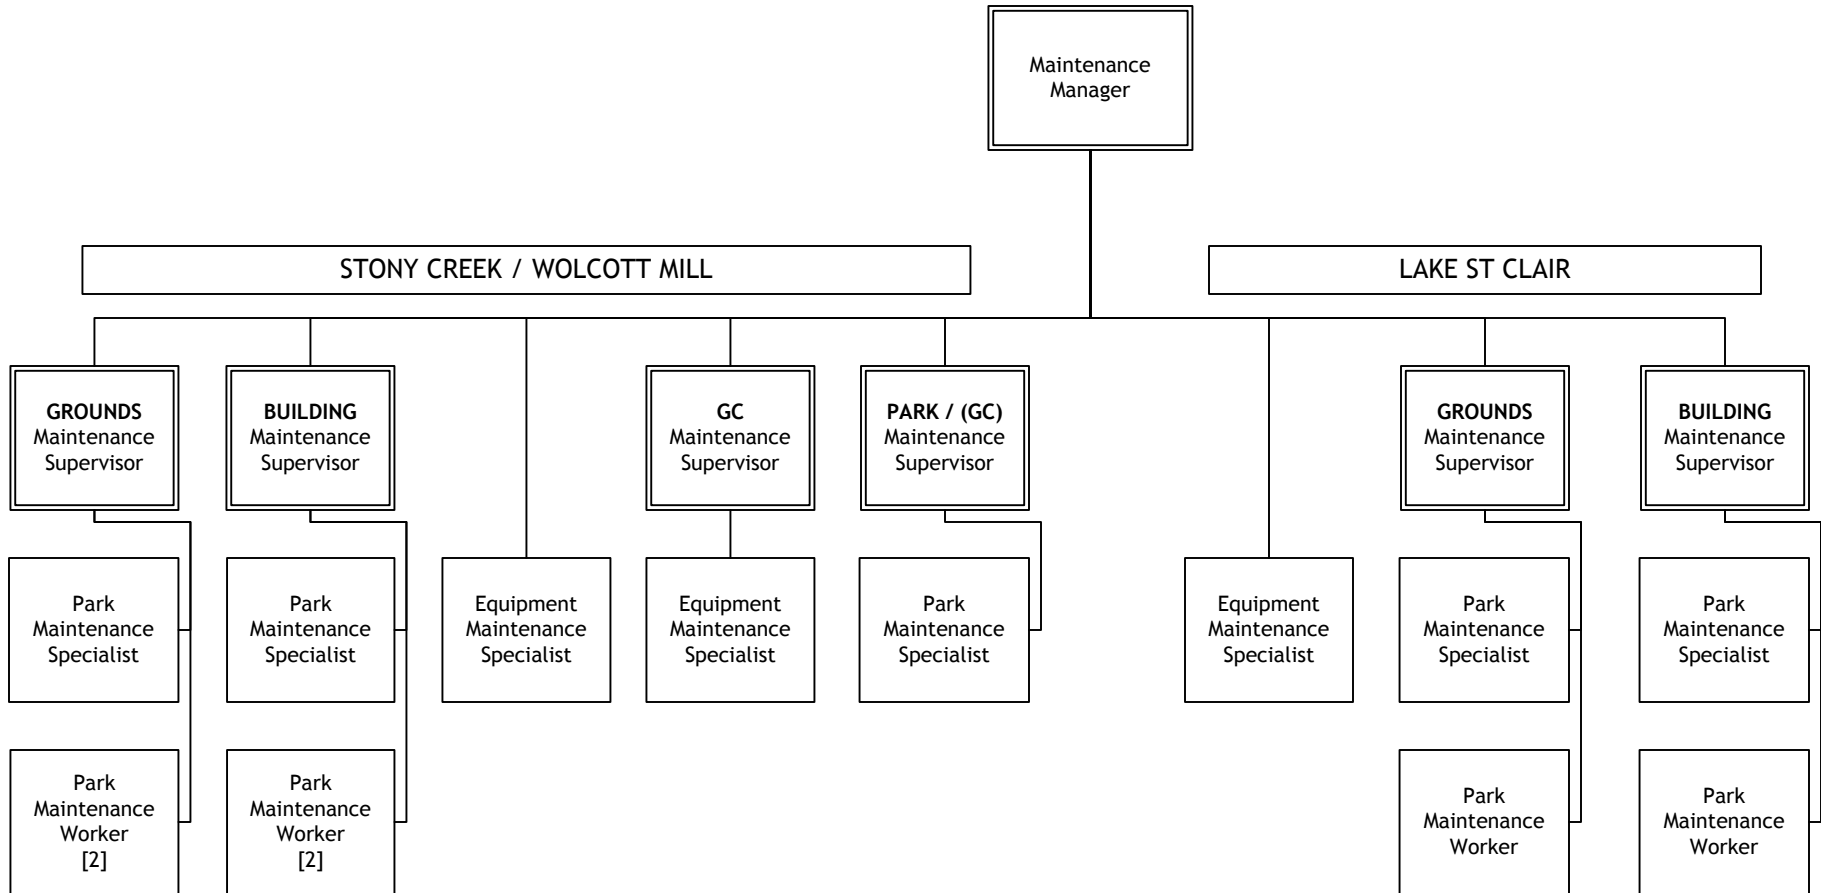 Maintenance
Manager
STONY CREEK / WOLCOTT MILL
LAKE ST CLAIR
GROUNDS
Maintenance
Supervisor
BUILDING
Maintenance
Supervisor
GC
Maintenance
Supervisor
PARK / (GC)
Maintenance
Supervisor
GROUNDS
Maintenance
Supervisor
BUILDING
Maintenance
Supervisor
Park
Maintenance
Specialist
Park
Maintenance
Specialist
Equipment
Maintenance
Specialist
Equipment
Maintenance
Specialist
Park
Maintenance
Specialist
Equipment
Maintenance
Specialist
Park
Maintenance
Specialist
Park
Maintenance
Specialist
Park
Maintenance
Worker
[2]
Park
Maintenance
Worker
[2]
Park
Maintenance
Worker
Park
Maintenance
Worker